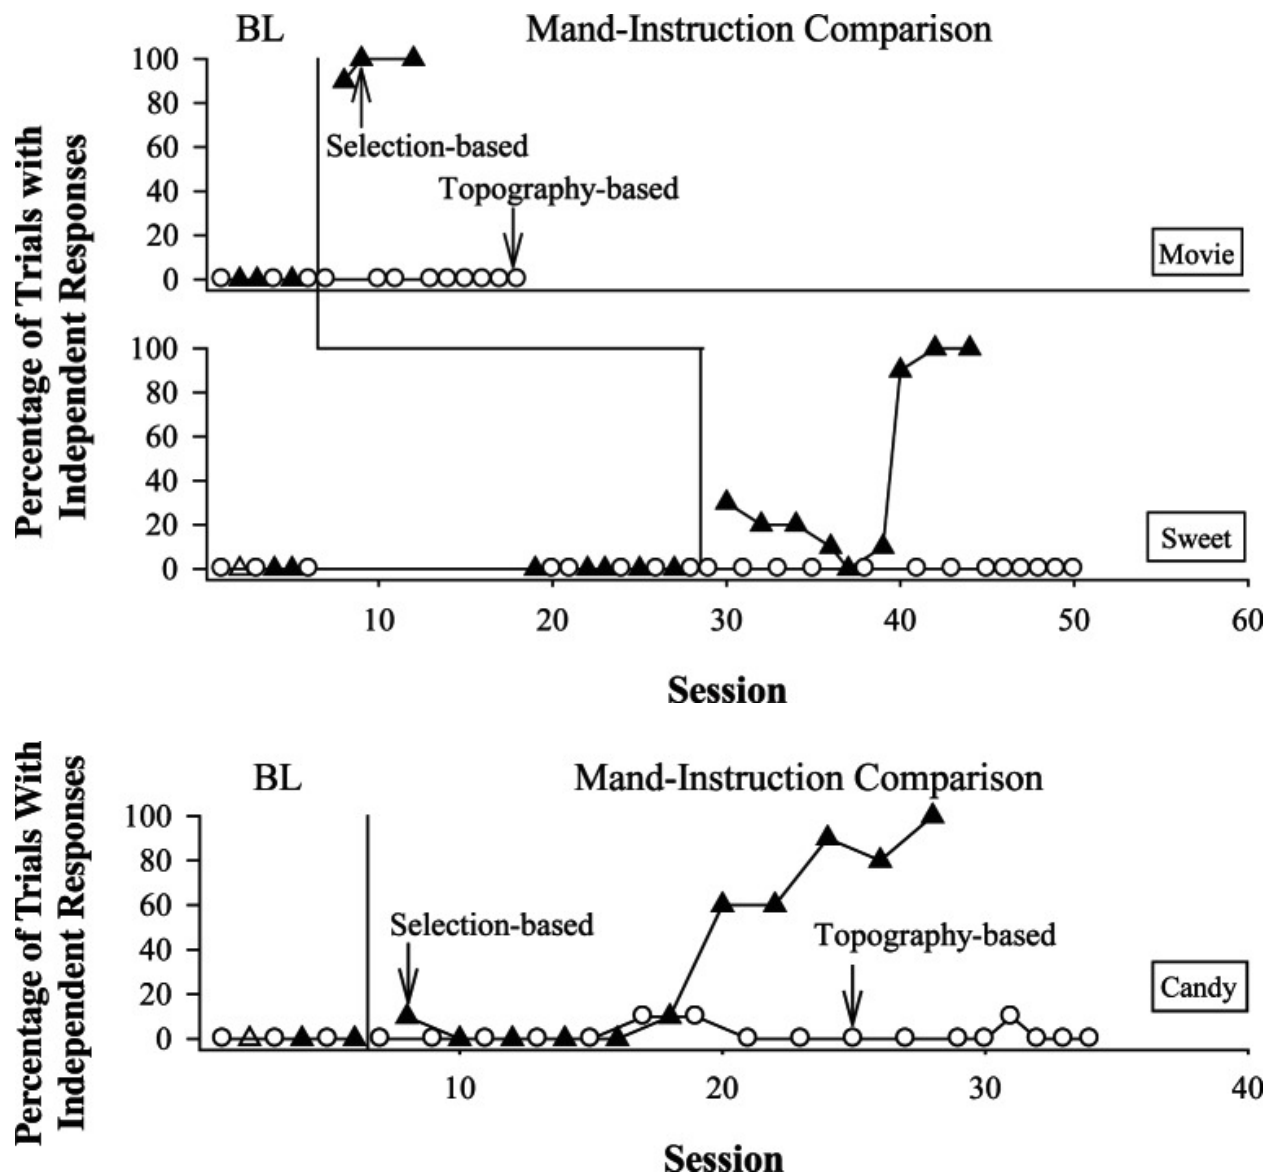 BL
Mand-Instruction Comparison
Percentage of Trials with
Independent Responses
100
80
60
40
20
0
Selection-based
Topography-based
Movie
100
80
60
40
20
0
Sweet
10 20 30 40 50 60
Session
BL
Mand-Instruction Comparison
Percentage of Trials With
Independent Responses
100
80
60
40
20
0
Selection-based
Topography-based
Candy
10 20 30 40
Session